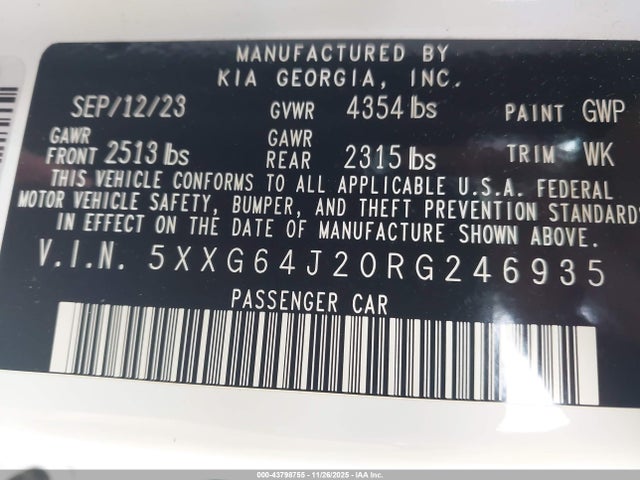 MANUFACTURED BY
KIA GEORGIA, INC.
SEP/12/23 GVWR 4354 lbs PAINT GWP
GAWR FRONT 2513 lbs GAWR REAR 2315 lbs TRIM WK
THIS VEHICLE CONFORMS TO ALL APPLICABLE U.S.A. FEDERAL
MOTOR VEHICLE SAFETY, BUMPER, AND THEFT PREVENTION STANDARDS
IN EFFECT ON THE DATE OF MANUFACTURE SHOWN ABOVE.
V.I.N. 5XXG64J20RG246935
PASSENGER CAR
000-43798755 - 11/26/2025 - IAA Inc.